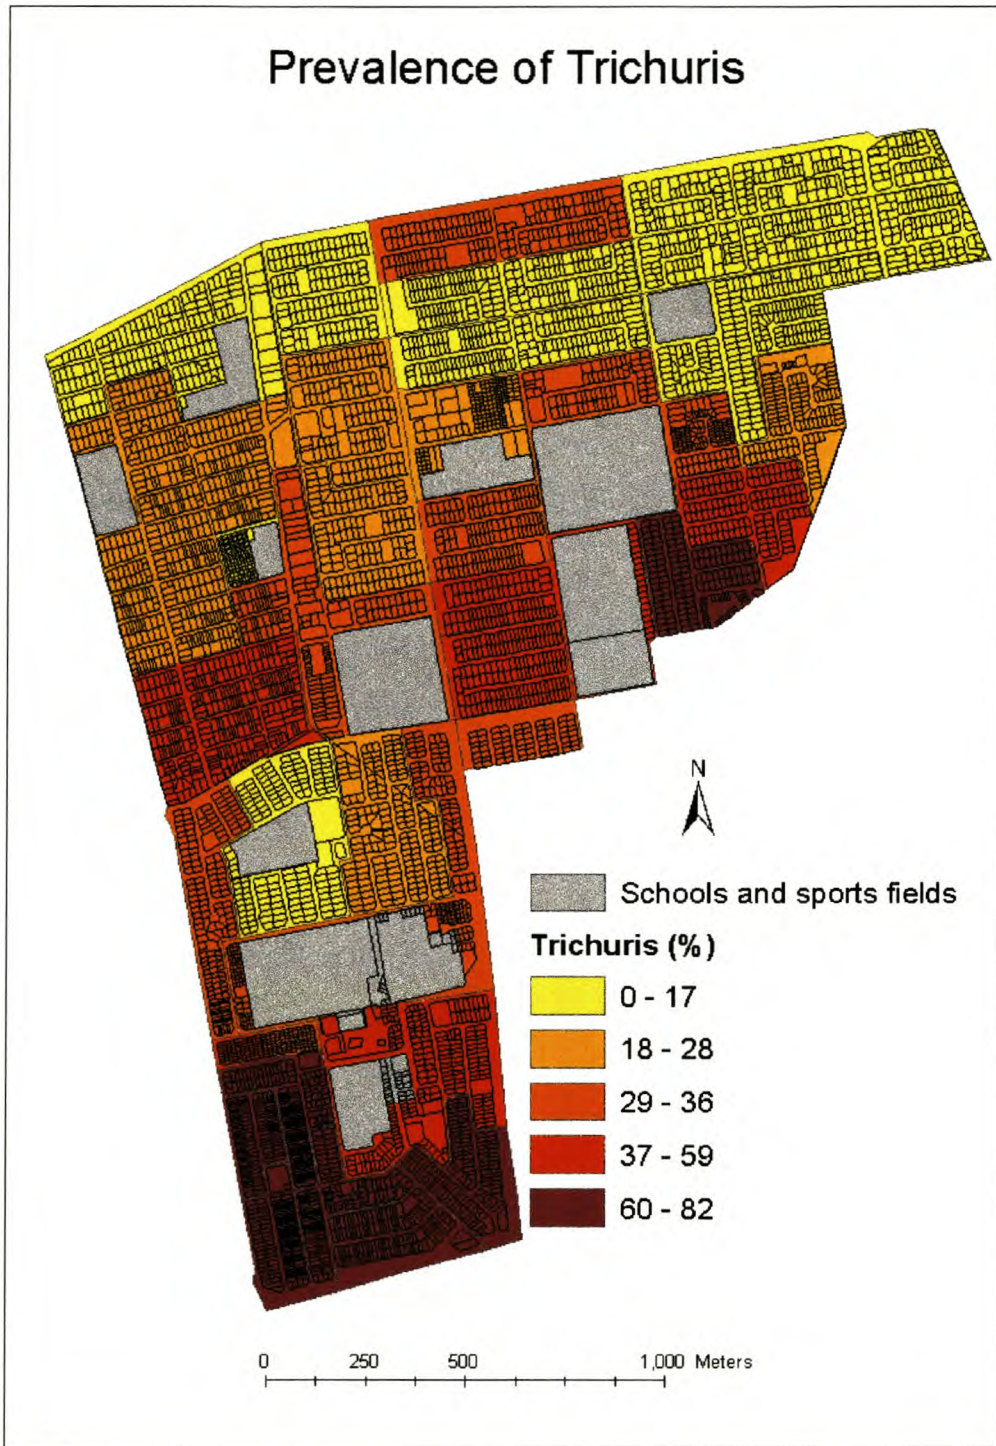 Prevalence of Trichuris
N
Schools and sports fields
Trichuris (%)
0 - 17
18 - 28
29 - 36
37 - 59
60 - 82
0 250 500 1,000 Meters